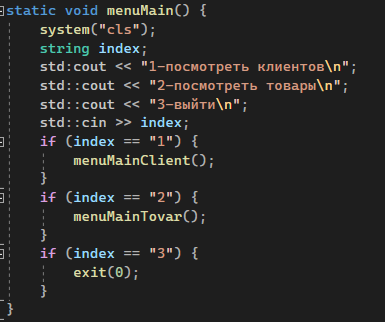 static void menuMain() {
system("cls");
string index;
std:cout << "1-посмотреть клиентов\n";
std::cout << "2-посмотреть товары\n";
std::cout << "3-выйти\n";
std::cin >> index;
if (index == "1") {
menuMainClient();
}
if (index == "2") {
menuMainTovar();
}
if (index == "3") {
exit(0);
}
}